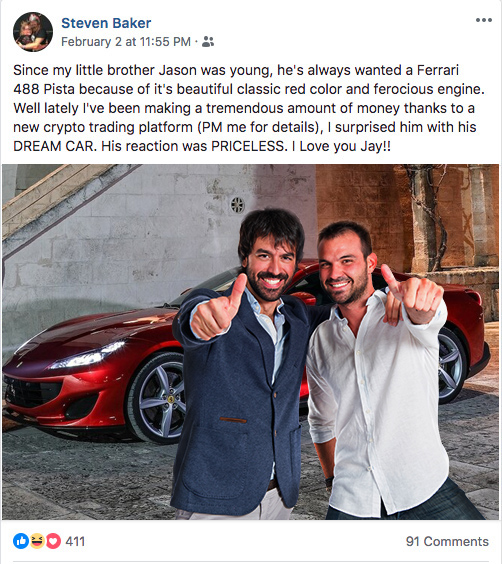 Steven Baker
February 2 at 11:55 PM ·
Since my little brother Jason was young, he's always wanted a Ferrari
488 Pista because of it's beautiful classic red color and ferocious engine.
Well lately I've been making a tremendous amount of money thanks to a
new crypto trading platform (PM me for details), I surprised him with his
DREAM CAR. His reaction was PRICELESS. I Love you Jay!!
411
91 Comments